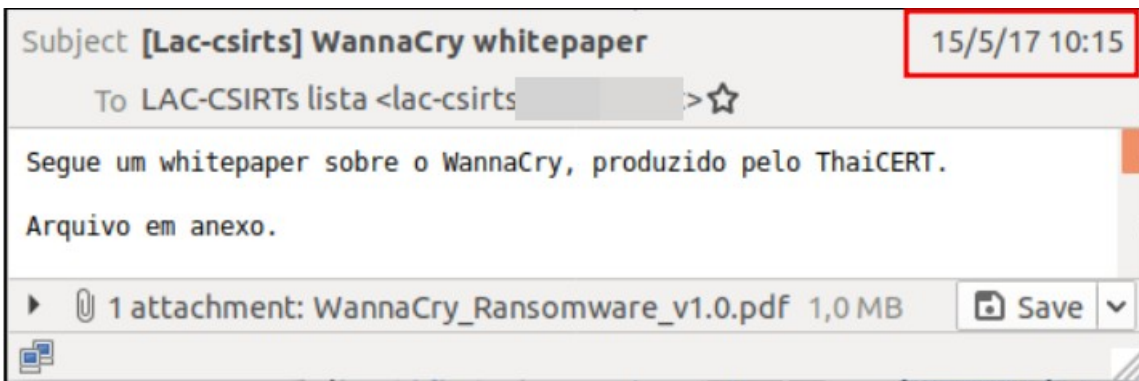 Subject [Lac-csirts] WannaCry whitepaper 15/5/17 10:15
To LAC-CSIRTs lista <lac-csirts >
Segue um whitepaper sobre o WannaCry, produzido pelo ThaiCERT.
Arquivo em anexo.
1 attachment: WannaCry_Ransomware_v1.0.pdf 1,0 MB Save